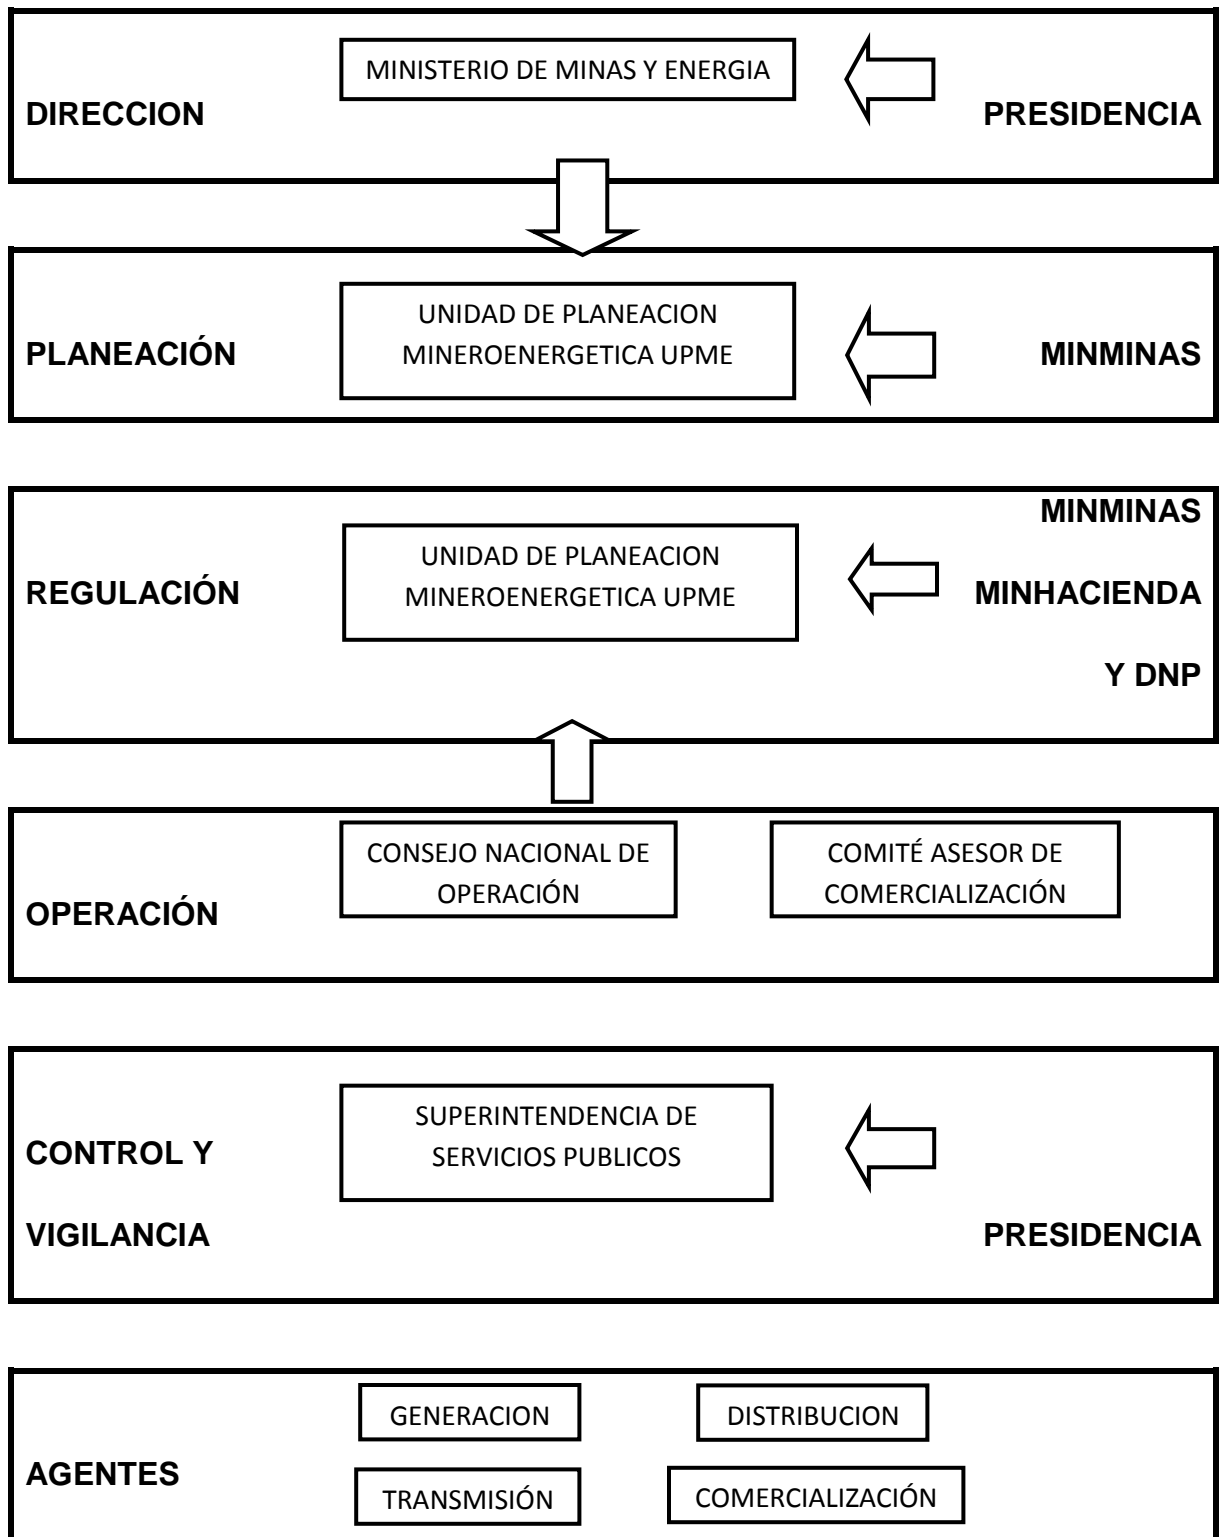 MINISTERIO DE MINAS Y ENERGIA
DIRECCION
PRESIDENCIA
UNIDAD DE PLANEACION
MINEROENERGETICA UPME
PLANEACIÓN
MINMINAS
MINMINAS
UNIDAD DE PLANEACION
MINEROENERGETICA UPME
REGULACIÓN
MINHACIENDA
Y DNP
CONSEJO NACIONAL DE
OPERACIÓN
COMITÉ ASESOR DE
COMERCIALIZACIÓN
OPERACIÓN
SUPERINTENDENCIA DE
SERVICIOS PUBLICOS
CONTROL Y
VIGILANCIA
PRESIDENCIA
GENERACION
DISTRIBUCION
AGENTES
TRANSMISIÓN
COMERCIALIZACIÓN